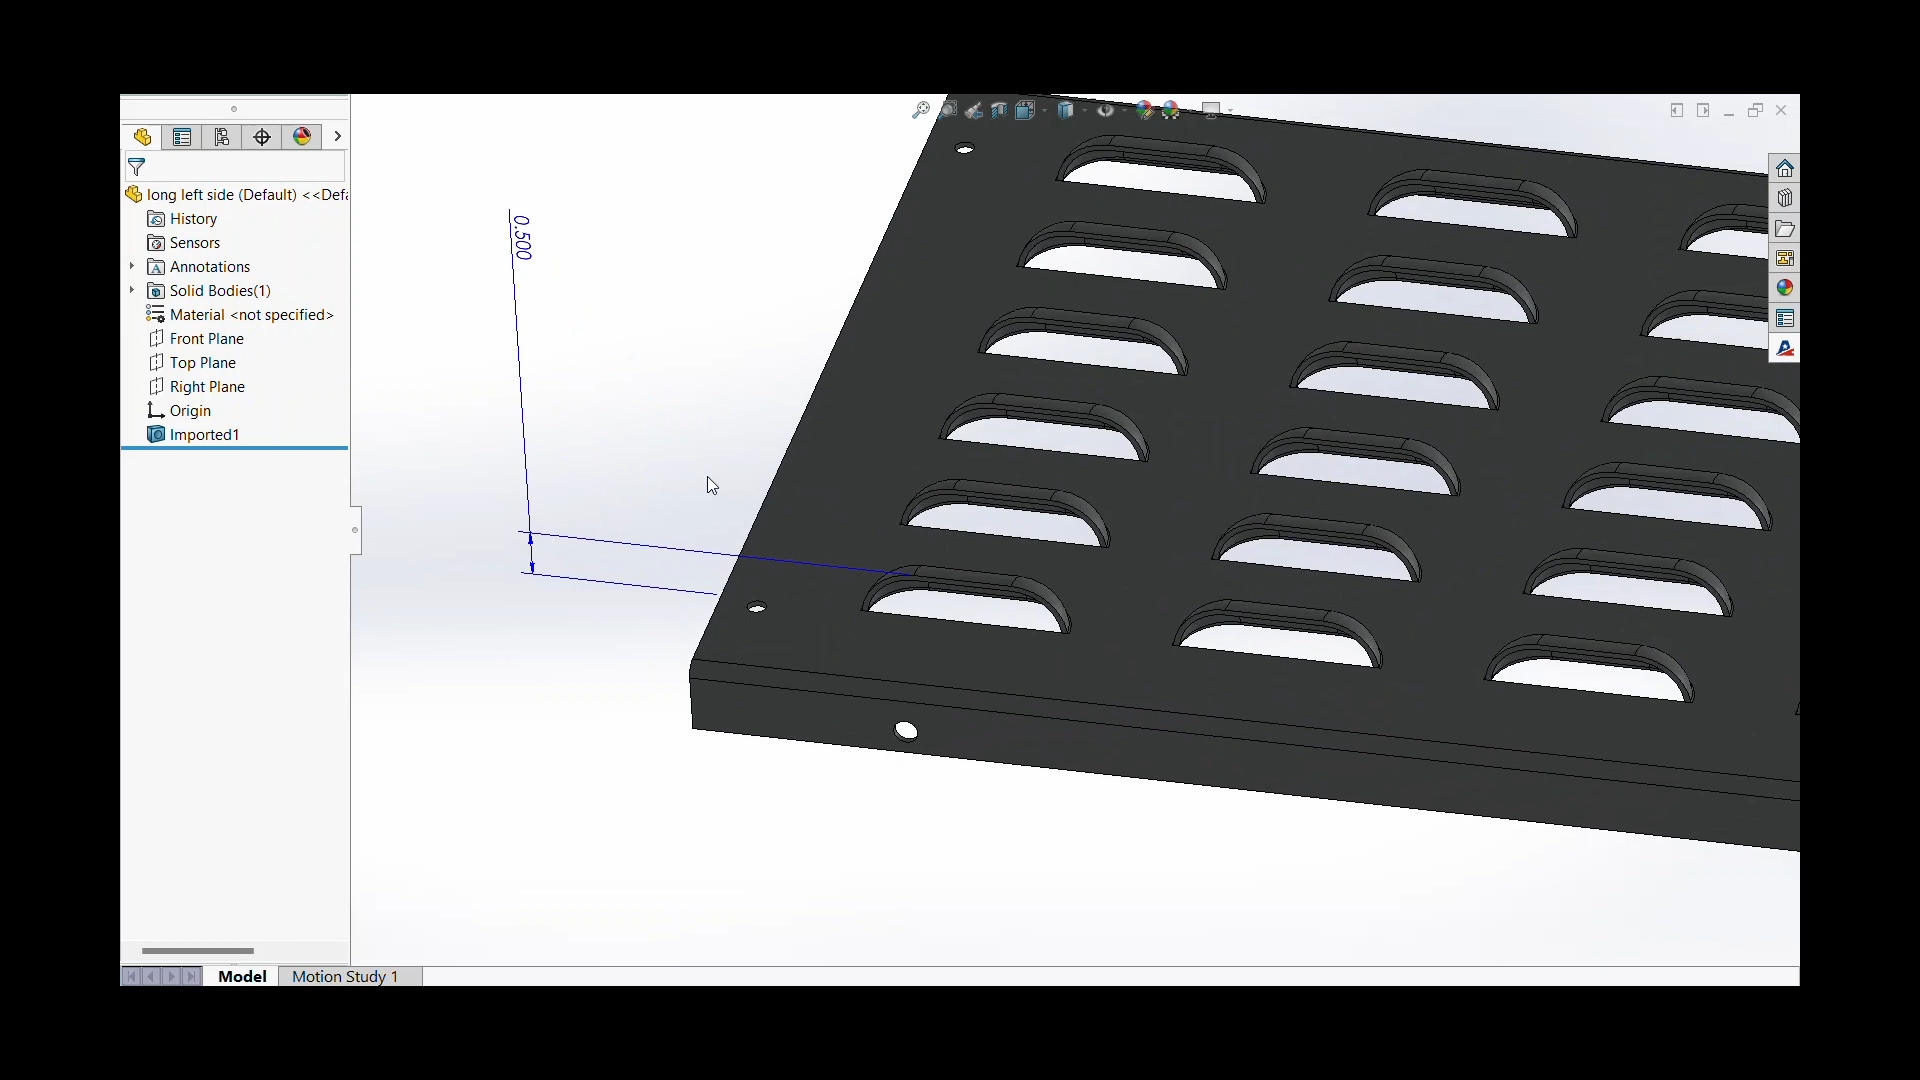 long left side (Default) <<Defa
History
Sensors
Annotations
Solid Bodies(1)
Material <not specified>
Front Plane
Top Plane
Right Plane
Origin
Imported1
0.500
Model
Motion Study 1